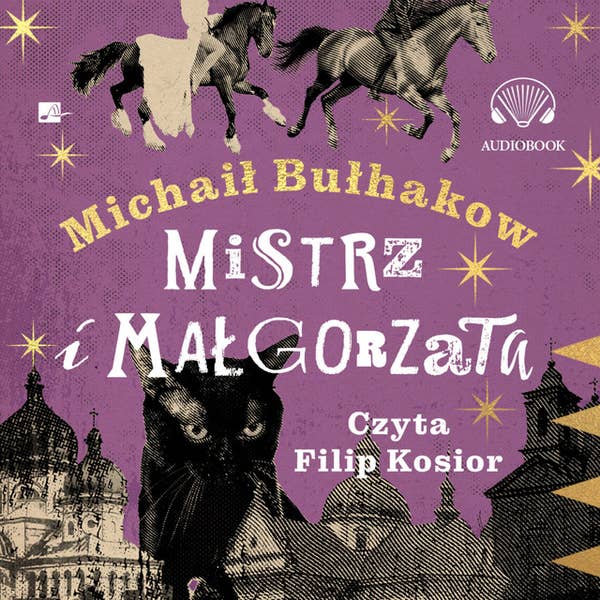 AUDIOBOOK
Michaił Bułhakow
MiSTRZ
i MAŁGORZaTa
Czyta
Filip Kosior